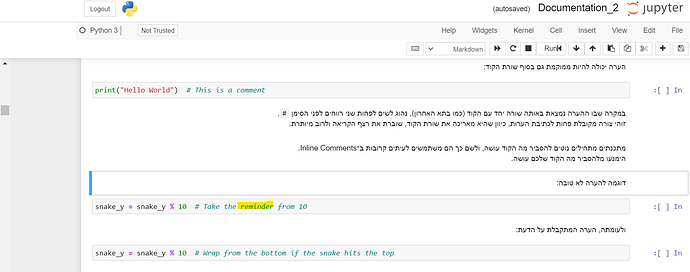 Logout
(autosaved) Documentation_2 jupyter
Python 3 Not Trusted Help Widgets Kernel Cell Insert View Edit File
Markdown Run
הערה יכולה להיות ממוקמת גם בסוף שורת הקוד:
print("Hello World")  # This is a comment
In [ ]:
במקרה שבו ההערה נמצאת באותה שורה יחד עם הקוד (כמו בתא האחרון), נהוג לשים לפחות שני רווחים לפני הסימן #.
זוהי צורה מקובלת פחות לכתיבת הערות, כיוון שהיא מאריכה את שורת הקוד, שוברת את רצף הקריאה ולרוב מיותרת.
מתכנתים מתחילים נוטים להסביר מה הקוד עושה, ולשם כך הם משתמשים לעיתים קרובות ב־Inline Comments.
הימנעו מלהסביר מה הקוד שלכם עושה.
דוגמה להערה לא טובה:
snake_y = snake_y % 10  # Take the reminder from 10
In [ ]:
ולעומתה, הערה המתקבלת על הדעת:
snake_y = snake_y % 10  # Wrap from the bottom if the snake hits the top
In [ ]: